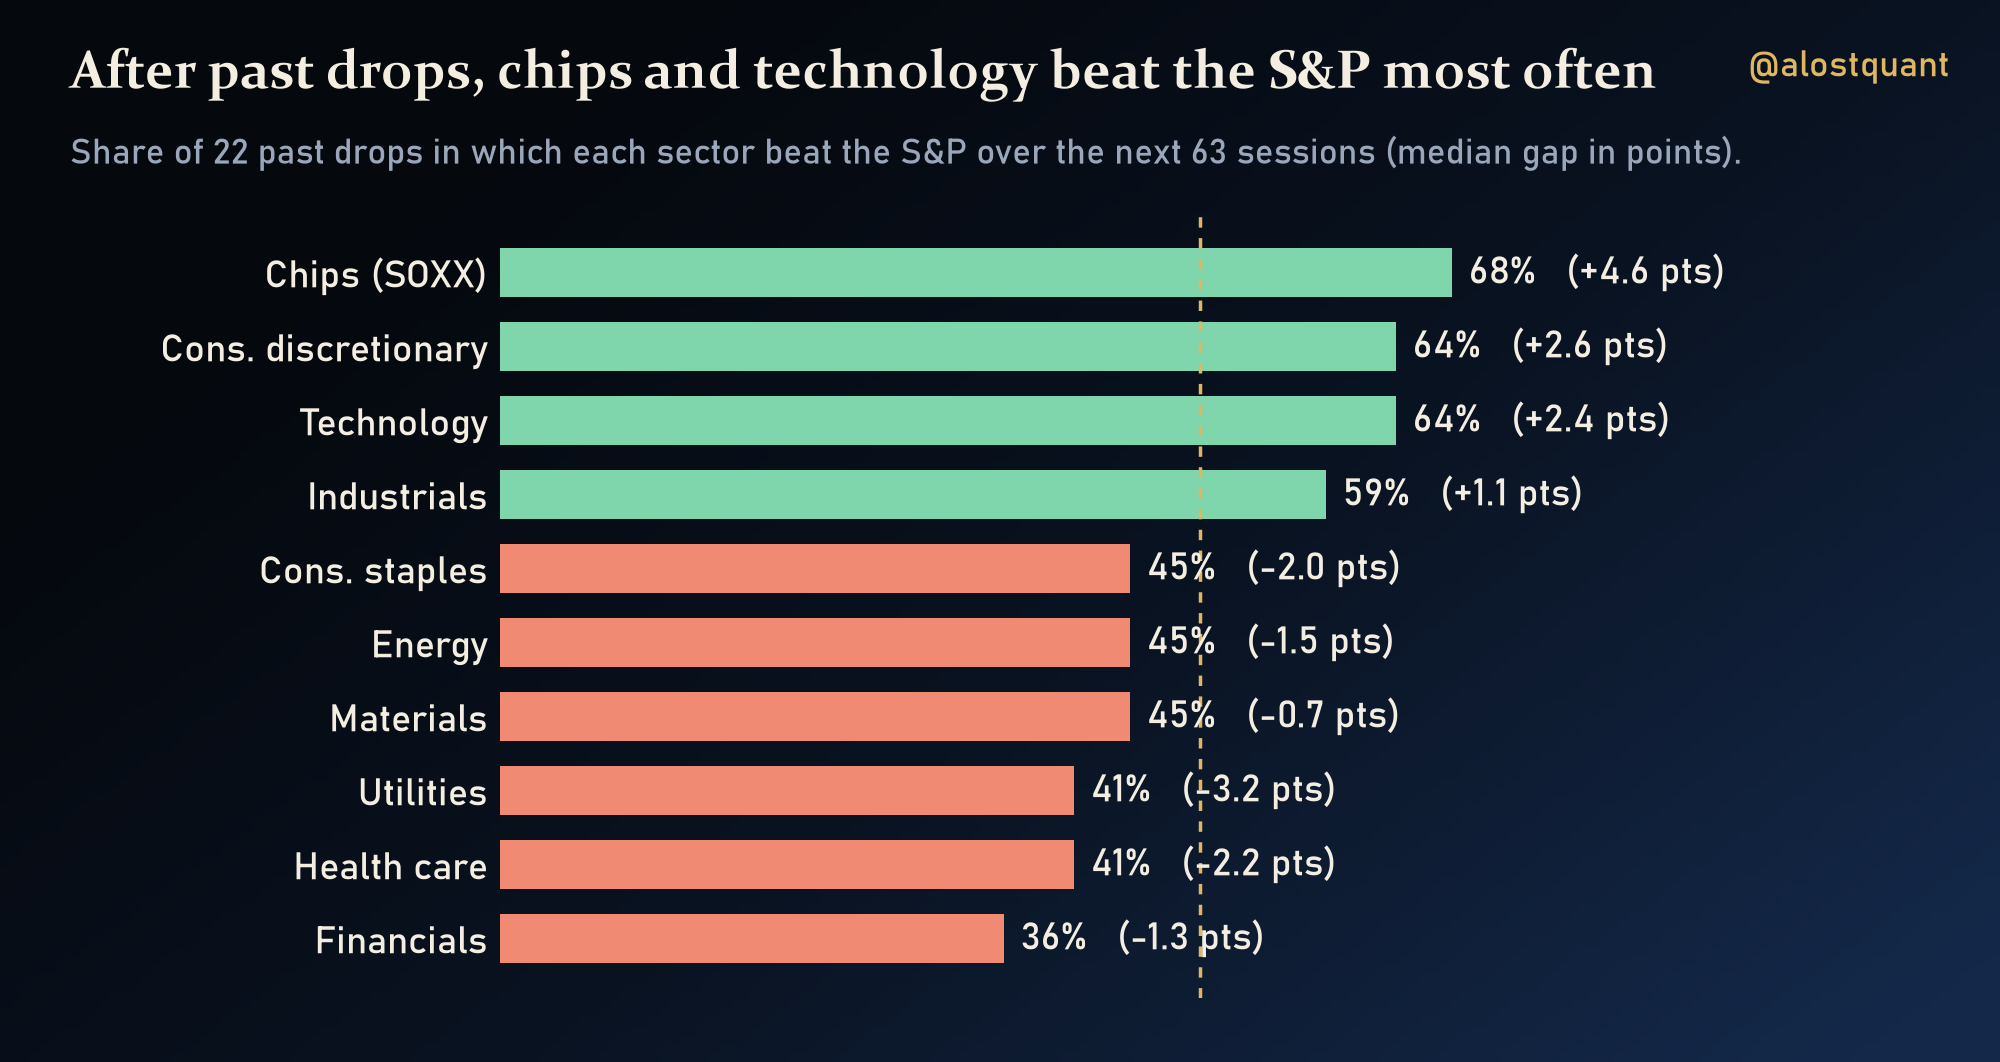 After past drops, chips and technology beat the S&P most often
@alostquant
Share of 22 past drops in which each sector beat the S&P over the next 63 sessions (median gap in points).
Chips (SOXX) 68% (+4.6 pts)
Cons. discretionary 64% (+2.6 pts)
Technology 64% (+2.4 pts)
Industrials 59% (+1.1 pts)
Cons. staples 45% (-2.0 pts)
Energy 45% (-1.5 pts)
Materials 45% (-0.7 pts)
Utilities 41% (-3.2 pts)
Health care 41% (-2.2 pts)
Financials 36% (-1.3 pts)